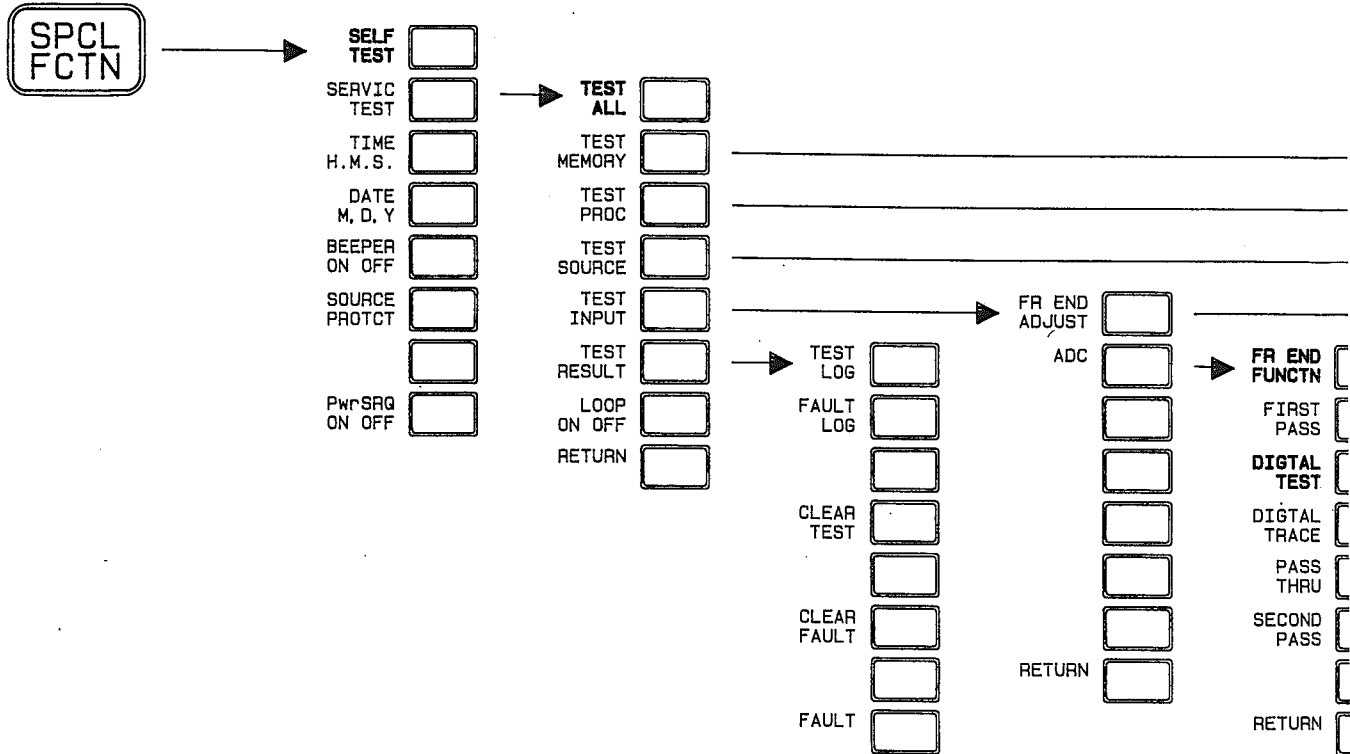 SPCL
FCTN
SELF
TEST
SERVIC
TEST
TIME
H.M.S.
DATE
M, D, Y
BEEPER
ON OFF
SOURCE
PROTCT
PwrSRQ
ON OFF
TEST
ALL
TEST
MEMORY
TEST
PROC
TEST
SOURCE
TEST
INPUT
TEST
RESULT
LOOP
ON OFF
RETURN
TEST
LOG
FAULT
LOG
CLEAR
TEST
CLEAR
FAULT
FAULT
FR END
ADJUST
ADC
RETURN
FR END
FUNCTN
FIRST
PASS
DIGTAL
TEST
DIGTAL
TRACE
PASS
THRU
SECOND
PASS
RETURN